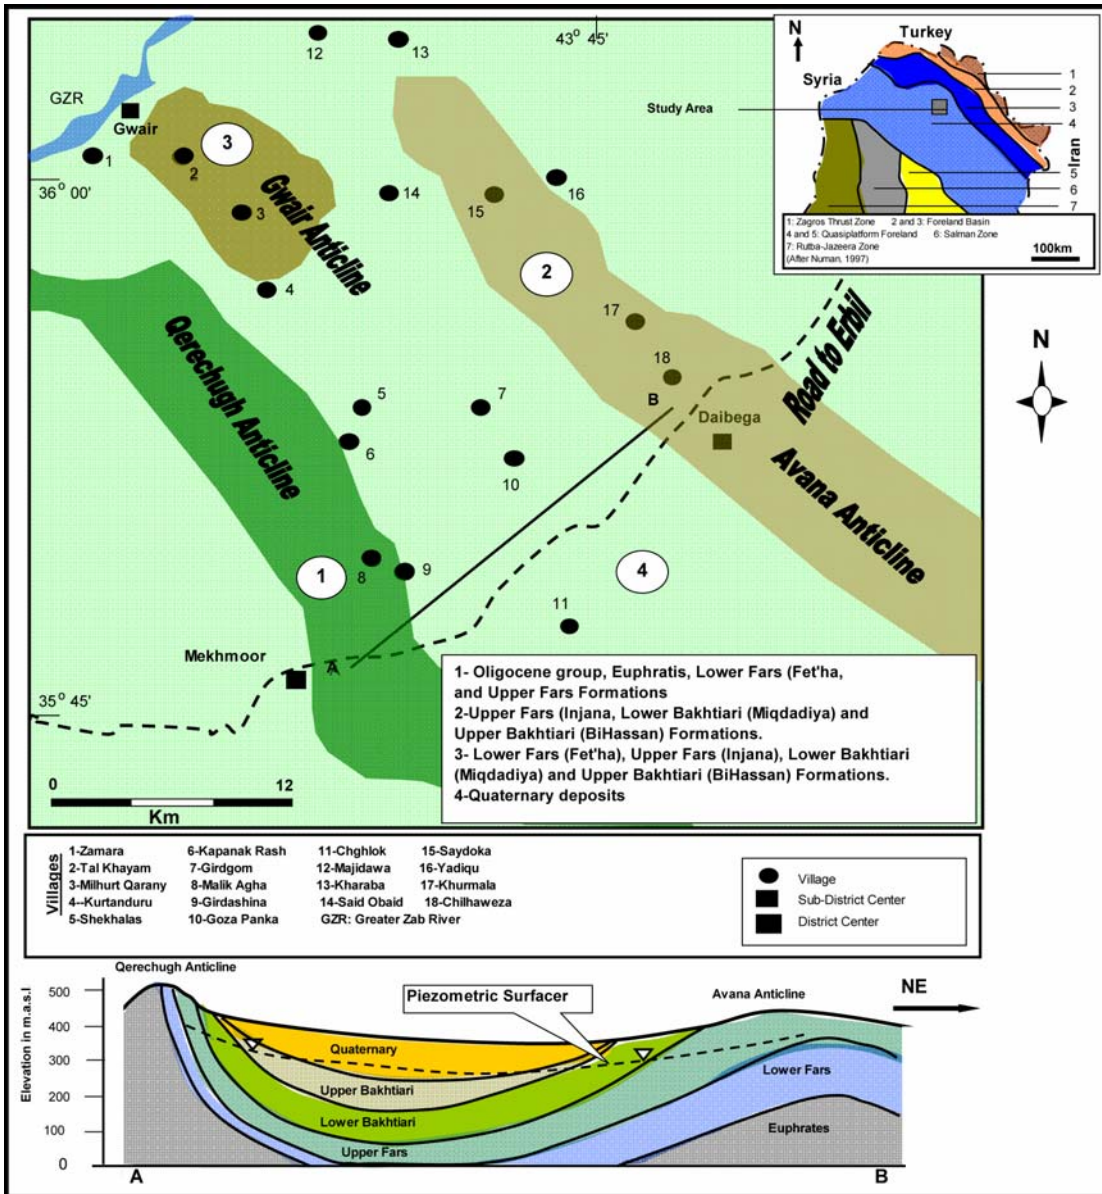 12
13
43° 45'
GZR
Gwair
1
2
3
3
4
36° 00'
14
15
16
2
17
18
B
Gwair Anticline
Qerechugh Anticline
Road to Erbil
Daibega
Avana Anticline
5
6
7
10
8
9
1
4
11
Mekhmoor
A
35° 45'
0
12
Km
N
Turkey
Syria
Iran
Study Area
1
2
3
4
5
6
7
1: Zagros Thrust Zone 2 and 3: Foreland Basin
4 and 5: Quasiplatform Foreland 6: Salman Zone
7: Rutba-Jazeera Zone
(After Numan, 1997)
100km
N
1- Oligocene group, Euphratis, Lower Fars (Fet'ha,
and Upper Fars Formations
2-Upper Fars (Injana, Lower Bakhtiari (Miqdadiya) and
Upper Bakhtiari (BiHassan) Formations.
3- Lower Fars (Fet'ha), Upper Fars (Injana), Lower Bakhtiari
(Miqdadiya) and Upper Bakhtiari (BiHassan) Formations.
4-Quaternary deposits
Villages
1-Zamara 6-Kapanak Rash 11-Chghlok 15-Saydoka
2-Tal Khayam 7-Girdgom 12-Majidawa 16-Yadiqu
3-Milhurt Qarany 8-Malik Agha 13-Kharaba 17-Khurmala
4--Kurtanduru 9-Girdashina 14-Said Obaid 18-Chilhaweza
5-Shekhalas 10-Goza Panka GZR: Greater Zab River
Village
Sub-District Center
District Center
Qerechugh Anticline
Piezometric Surfacer
Avana Anticline
NE
Elevation in m.a.s.l
500
400
300
200
100
0
Quaternary
Upper Bakhtiari
Lower Bakhtiari
Upper Fars
Lower Fars
Euphrates
A
B